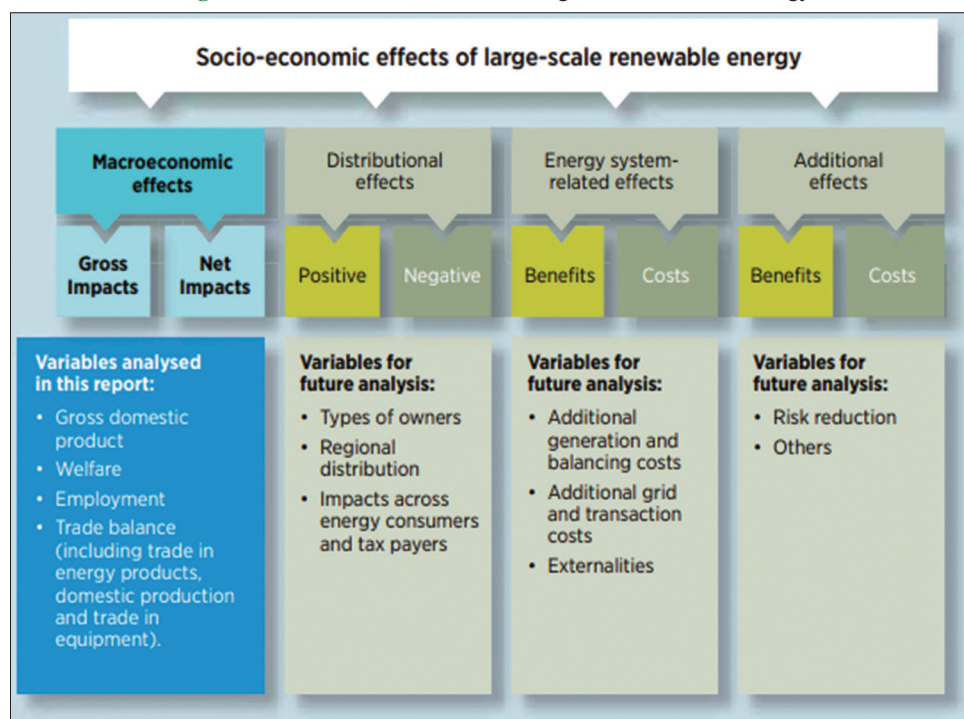 Socio-economic effects of large-scale renewable energy
Macroeconomic
effects
Gross
Impacts
Net
Impacts
Variables analysed
in this report:
• Gross domestic
product
• Welfare
• Employment
• Trade balance
(including trade in
energy products,
domestic production
and trade in
equipment).
Distributional
effects
Positive
Negative
Variables for
future analysis:
• Types of owners
• Regional
distribution
• Impacts across
energy consumers
and tax payers
Energy system-
related effects
Benefits
Costs
Variables for
future analysis:
• Additional
generation and
balancing costs
• Additional grid
and transaction
costs
• Externalities
Additional
effects
Benefits
Costs
Variables for
future analysis:
• Risk reduction
• Others